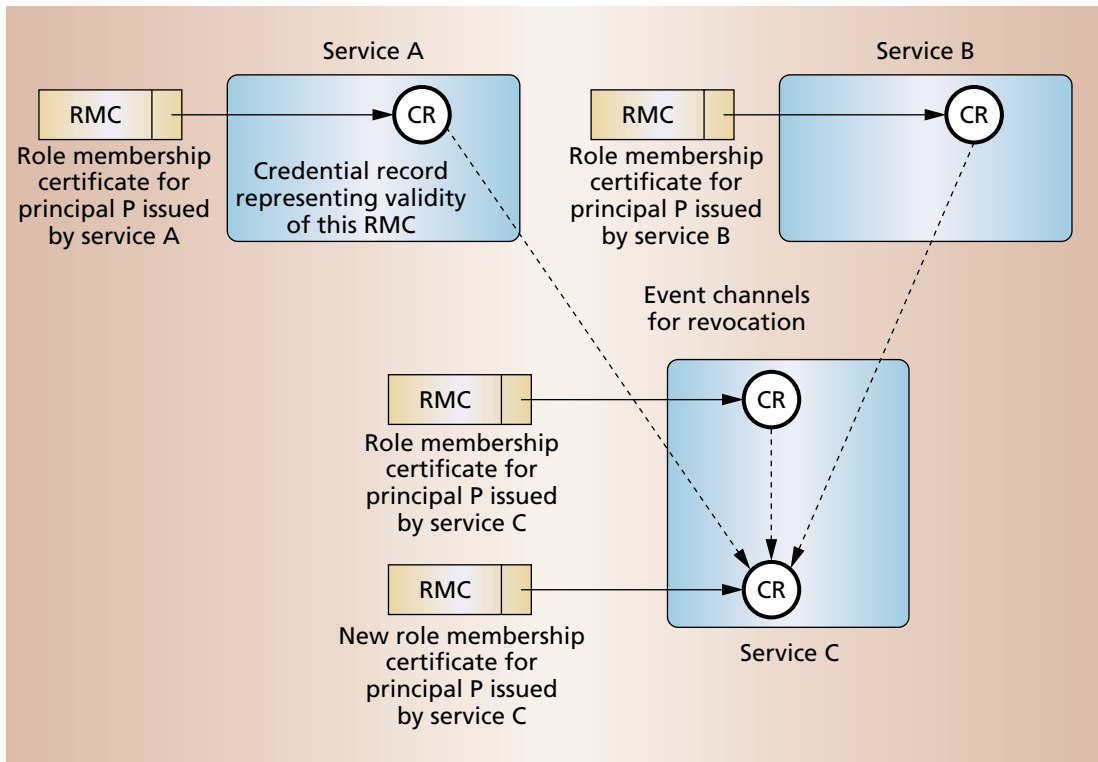 Service A
RMC
CR
Role membership
certificate for
principal P issued
by service A
Credential record
representing validity
of this RMC
Service B
RMC
CR
Role membership
certificate for
principal P issued
by service B
Event channels
for revocation
RMC
CR
Role membership
certificate for
principal P issued
by service C
RMC
CR
New role membership
certificate for
principal P issued
by service C
Service C